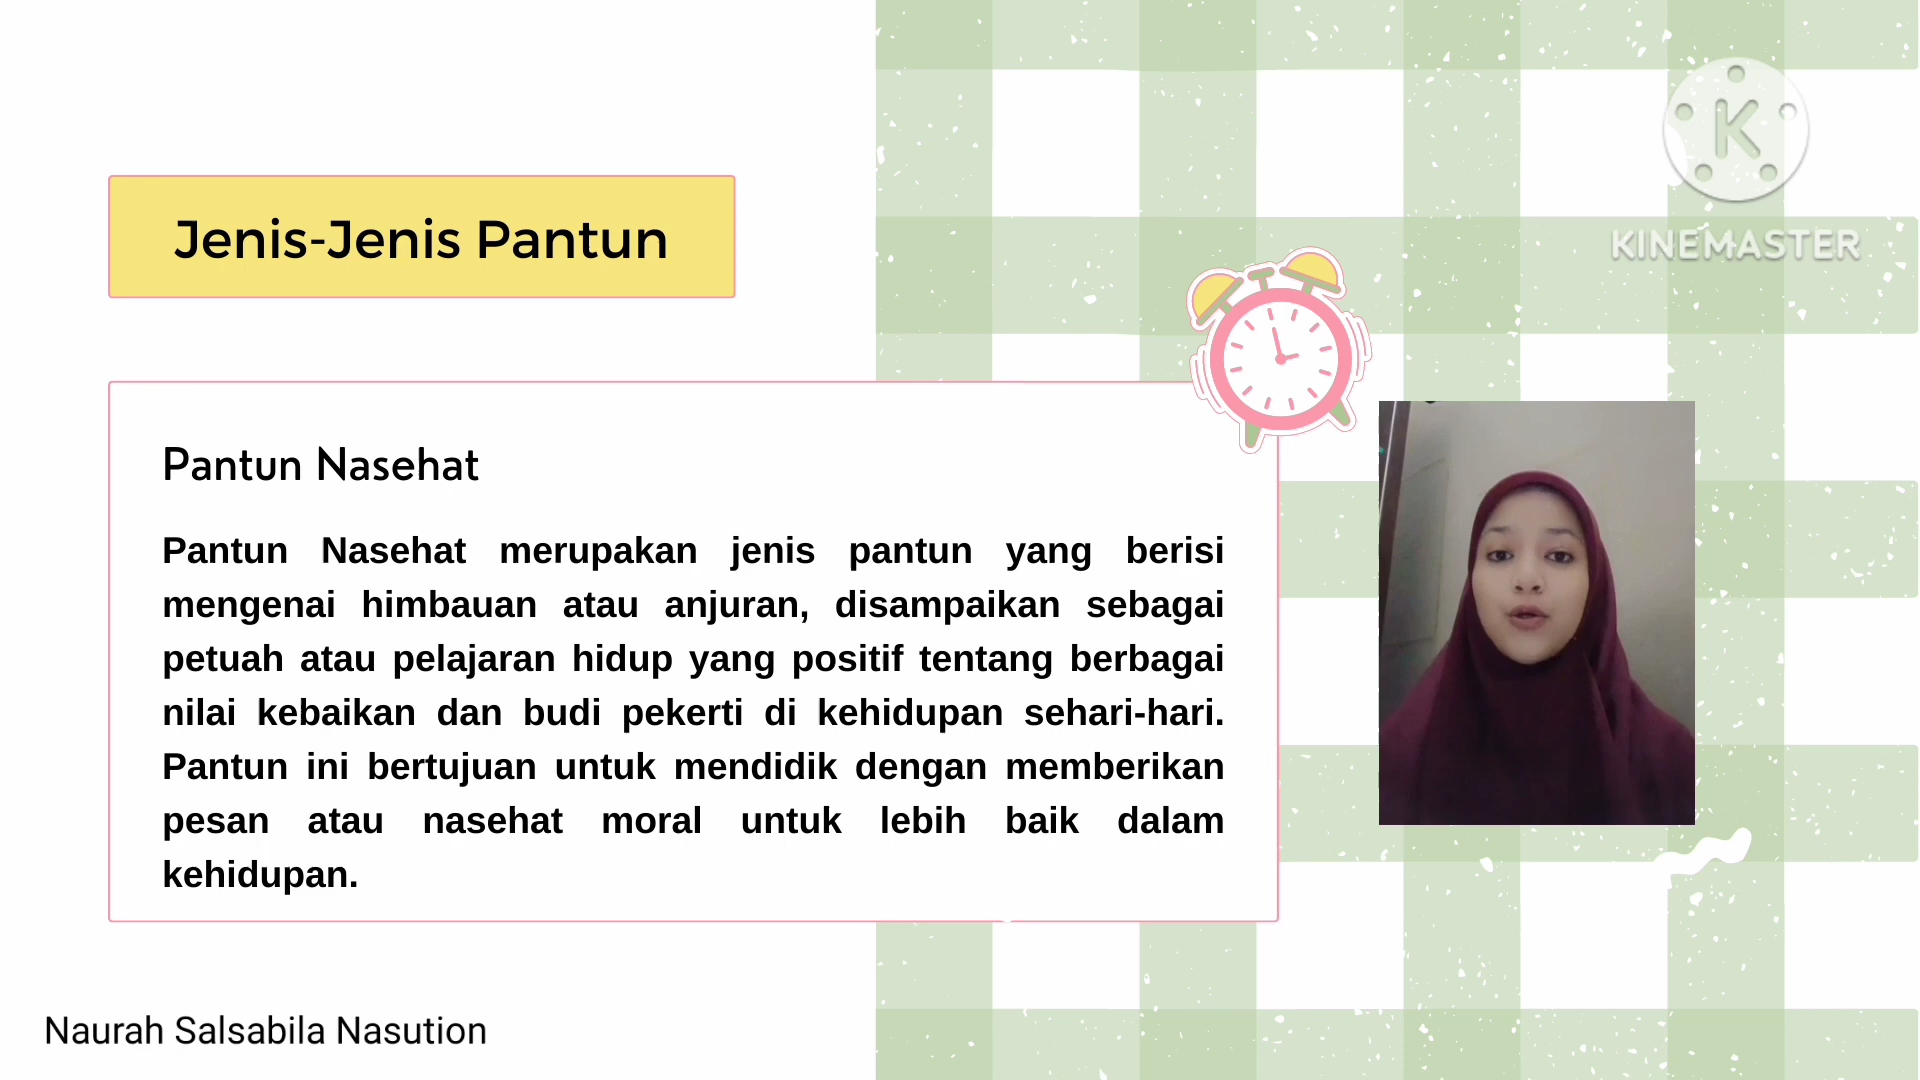 K
KINEMASTER
Jenis-Jenis Pantun
Pantun Nasehat
Pantun Nasehat merupakan jenis pantun yang berisi
mengenai himbauan atau anjuran, disampaikan sebagai
petuah atau pelajaran hidup yang positif tentang berbagai
nilai kebaikan dan budi pekerti di kehidupan sehari-hari.
Pantun ini bertujuan untuk mendidik dengan memberikan
pesan atau nasehat moral untuk lebih baik dalam
kehidupan.
Naurah Salsabila Nasution